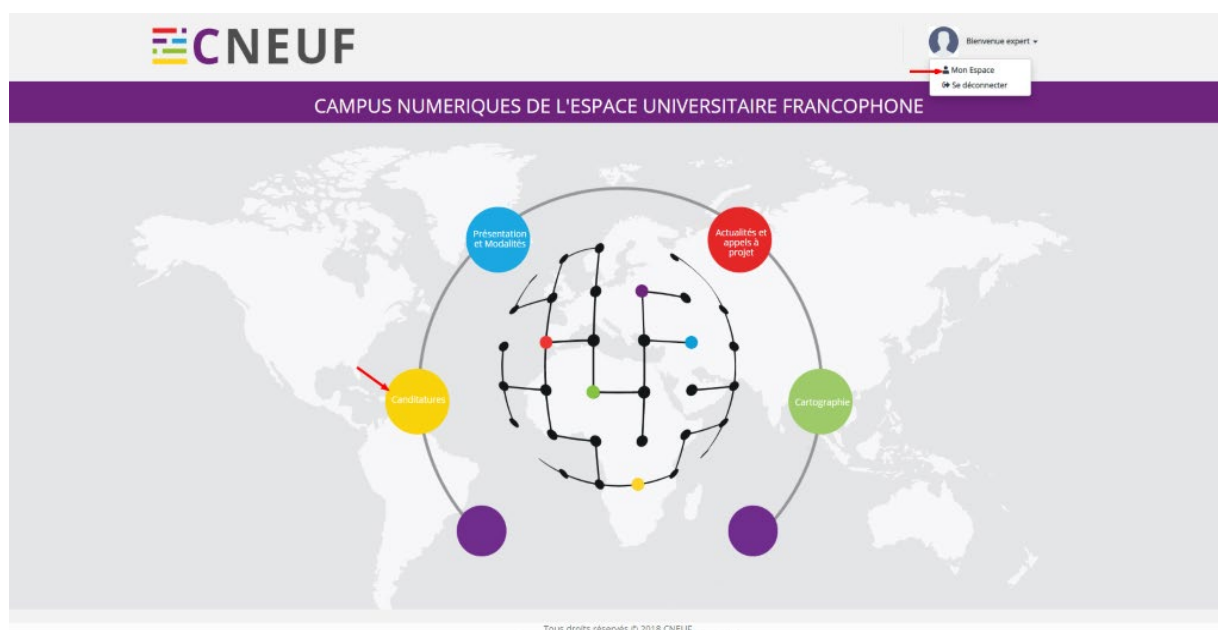 CNEUF
Bienvenue expert
Mon Espace
Se déconnecter
CAMPUS NUMERIQUES DE L'ESPACE UNIVERSITAIRE FRANCOPHONE
Présentation
et Modalités
Actualités et
appels à
projet
Canditatures
Cartographie
Tous droits réservés © 2018 CNEUF